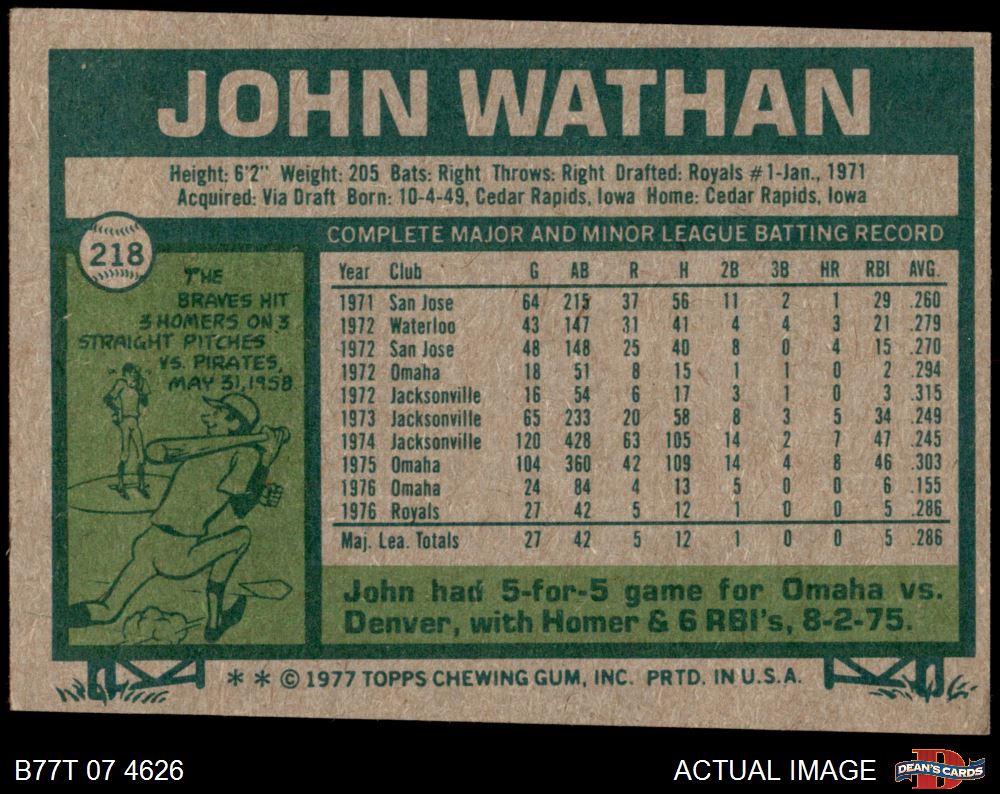 JOHN WATHAN
Height: 6'2" Weight: 205 Bats: Right Throws: Right Drafted: Royals #1-Jan., 1971
Acquired: Via Draft Born: 10-4-49, Cedar Rapids, Iowa Home: Cedar Rapids, Iowa
218
THE
BRAVES HIT
3 HOMERS ON 3
STRAIGHT PITCHES
VS. PIRATES,
MAY 31, 1958
COMPLETE MAJOR AND MINOR LEAGUE BATTING RECORD
Year Club G AB R H 2B 3B HR RBI AVG.
1971 San Jose 64 215 37 56 11 2 1 29 .260
1972 Waterloo 43 147 31 41 4 4 3 21 .279
1972 San Jose 48 148 25 40 8 0 4 15 .270
1972 Omaha 18 51 8 15 1 1 0 2 .294
1972 Jacksonville 16 54 6 17 3 1 0 3 .315
1973 Jacksonville 65 233 20 58 8 3 5 34 .249
1974 Jacksonville 120 428 63 105 14 2 7 47 .245
1975 Omaha 104 360 42 109 14 4 8 46 .303
1976 Omaha 24 84 4 13 5 0 0 6 .155
1976 Royals 27 42 5 12 1 0 0 5 .286
Maj. Lea. Totals 27 42 5 12 1 0 0 5 .286
John had 5-for-5 game for Omaha vs.
Denver, with Homer & 6 RBI's, 8-2-75.
* * © 1977 TOPPS CHEWING GUM, INC. PRTD. IN U.S.A.
B77T 07 4626
ACTUAL IMAGE
DEAN'S CARDS